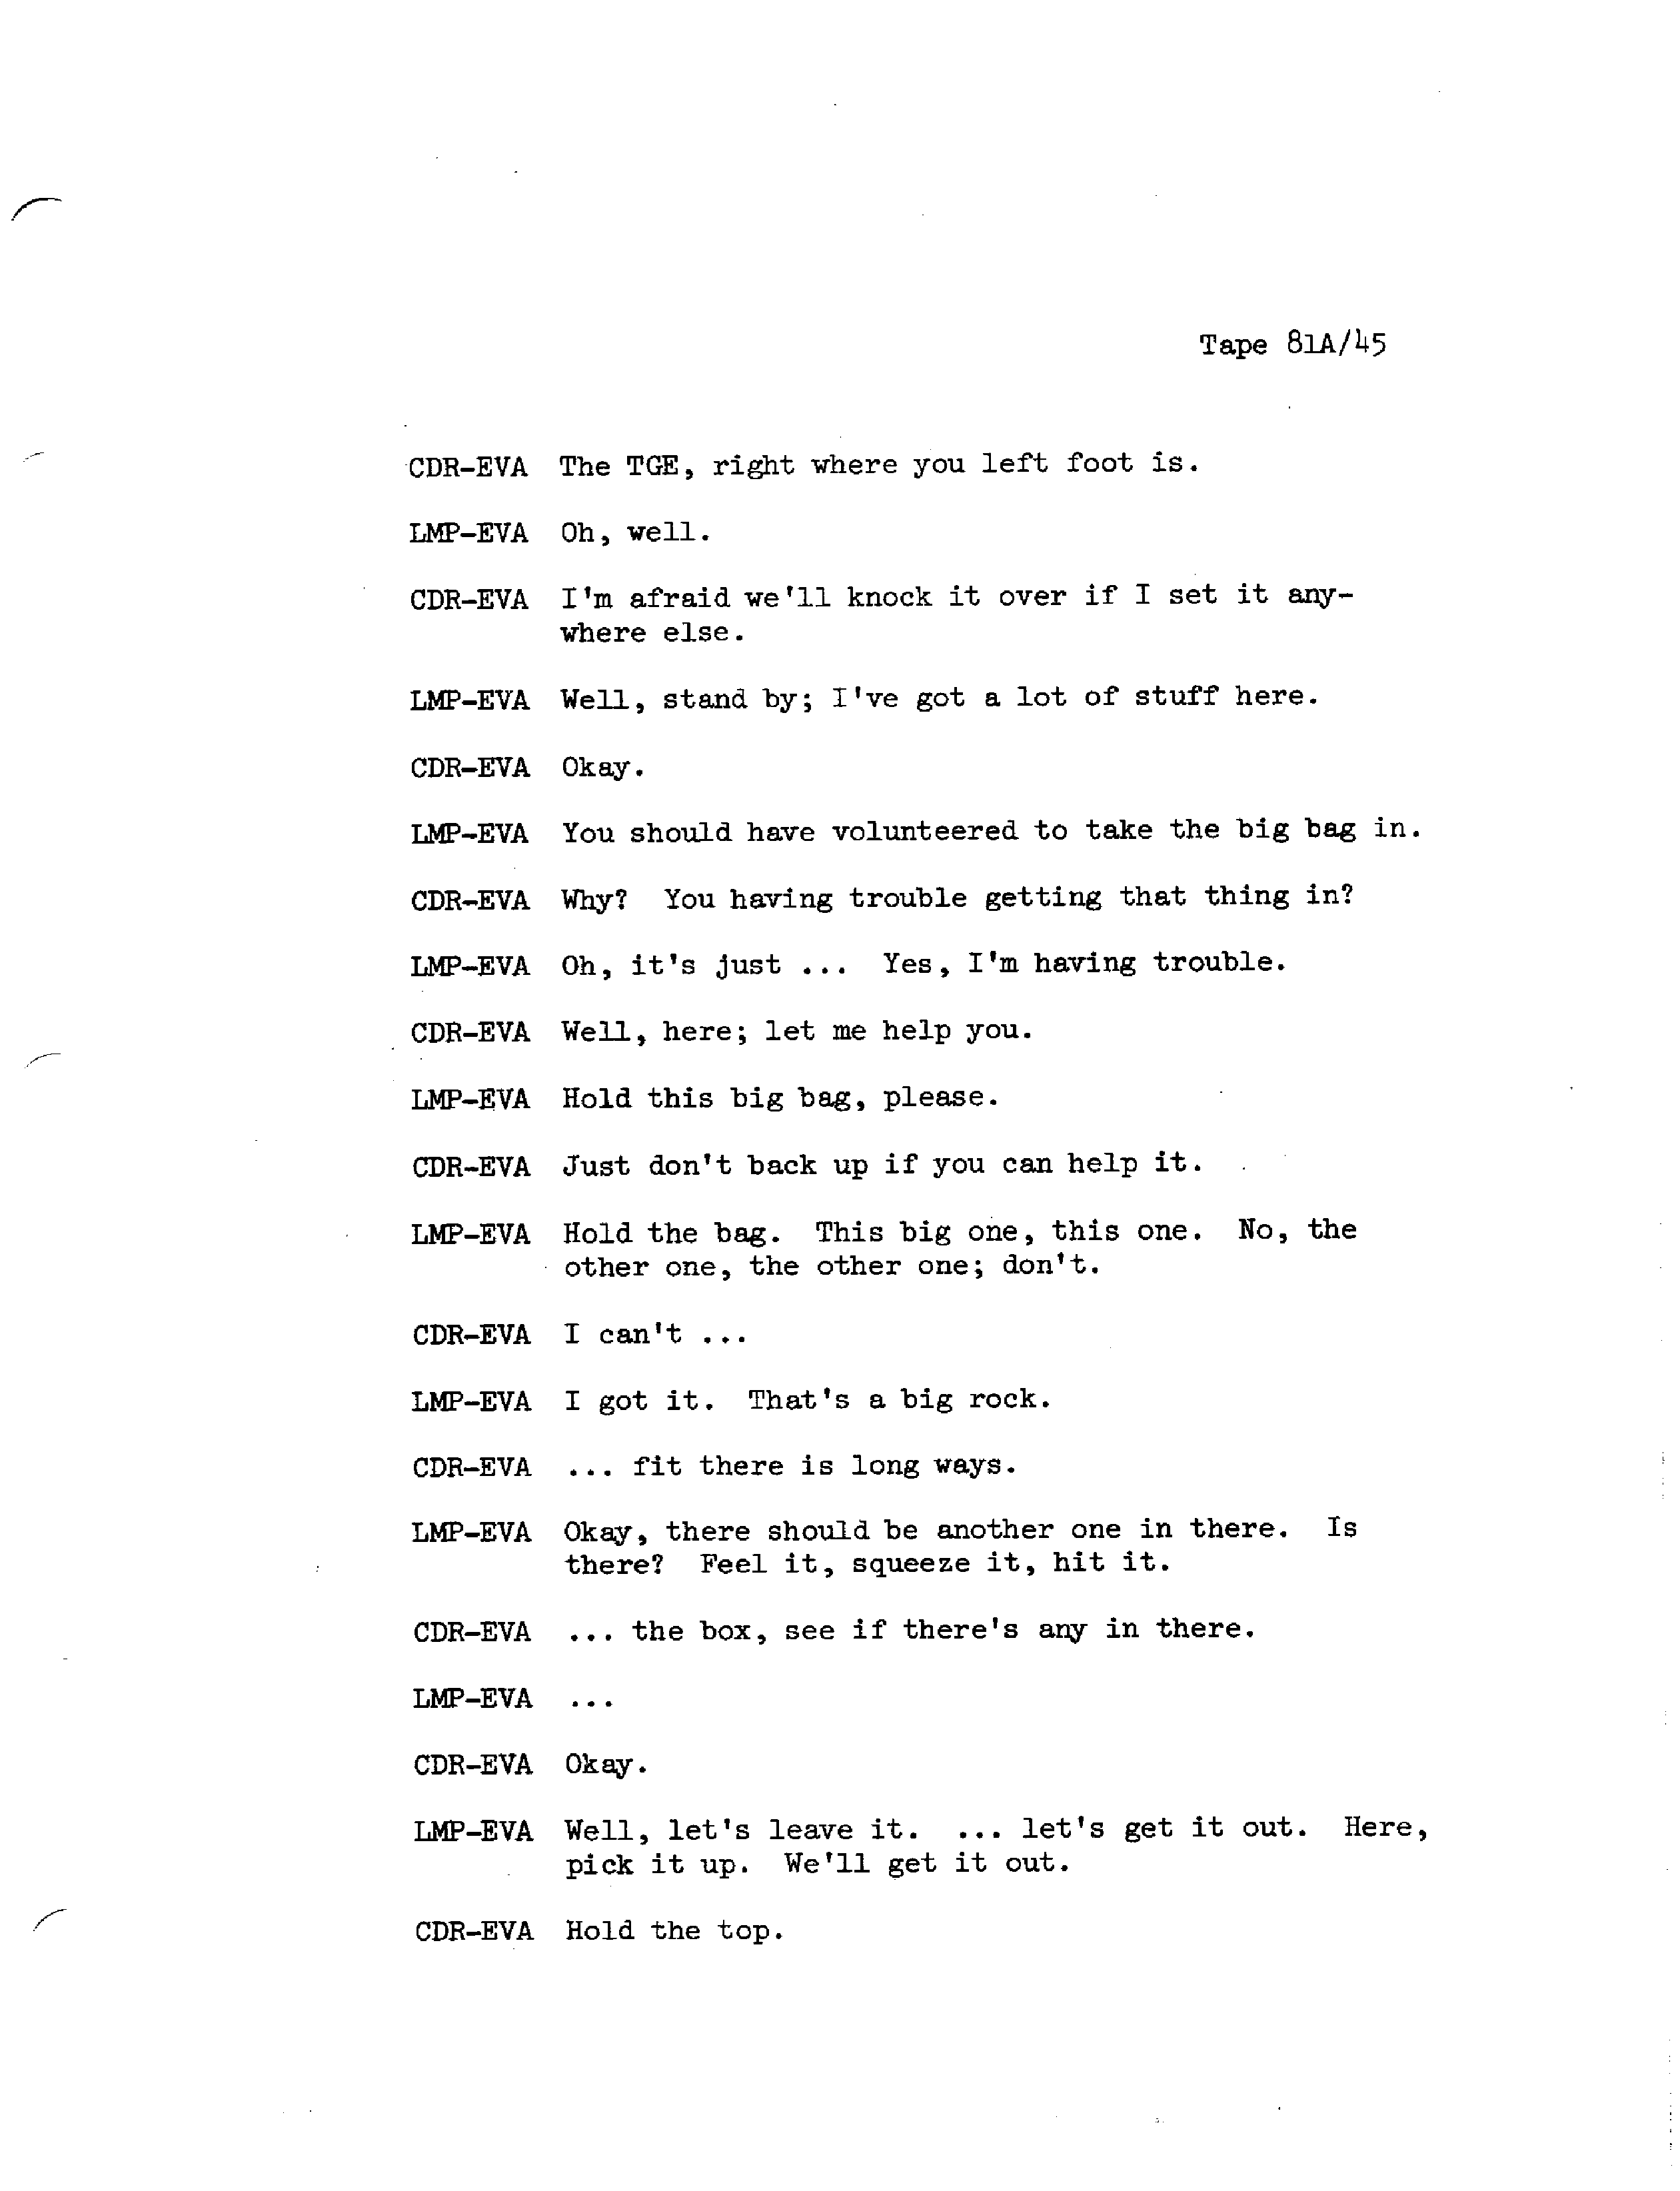 Tape 81A/45
CDR-EVA The TGE, right where you left foot is.
LMP-EVA Oh, well.
CDR-EVA I'm afraid we'll knock it over if I set it any-
where else.
LMP-EVA Well, stand by; I've got a lot of stuff here.
CDR-EVA Okay.
LMP-EVA You should have volunteered to take the big bag in.
CDR-EVA Why? You having trouble getting that thing in?
LMP-EVA Oh, it's just ... Yes, I'm having trouble.
CDR-EVA Well, here; let me help you.
LMP-EVA Hold this big bag, please.
CDR-EVA Just don't back up if you can help it.
LMP-EVA Hold the bag. This big one, this one. No, the
other one, the other one; don't.
CDR-EVA I can't ...
LMP-EVA I got it. That's a big rock.
CDR-EVA ... fit there is long ways.
LMP-EVA Okay, there should be another one in there. Is
there? Feel it, squeeze it, hit it.
CDR-EVA ... the box, see if there's any in there.
LMP-EVA ...
CDR-EVA Okay.
LMP-EVA Well, let's leave it. ... let's get it out. Here,
pick it up. We'll get it out.
CDR-EVA Hold the top.